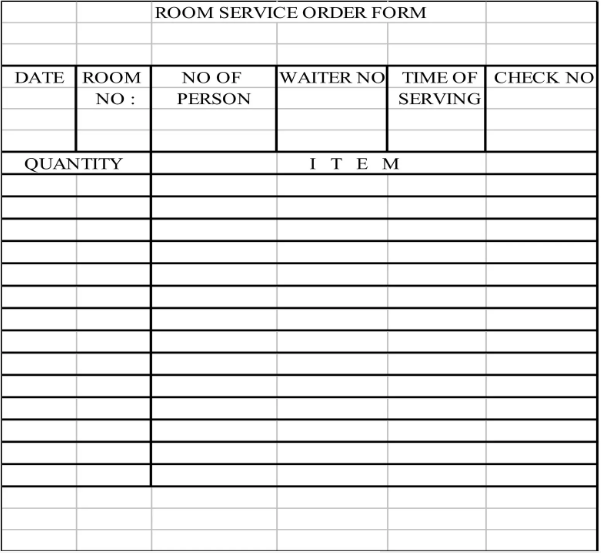 ROOM SERVICE ORDER FORM
DATE ROOM NO OF WAITER NO TIME OF CHECK NO
NO : PERSON SERVING
QUANTITY I T E M